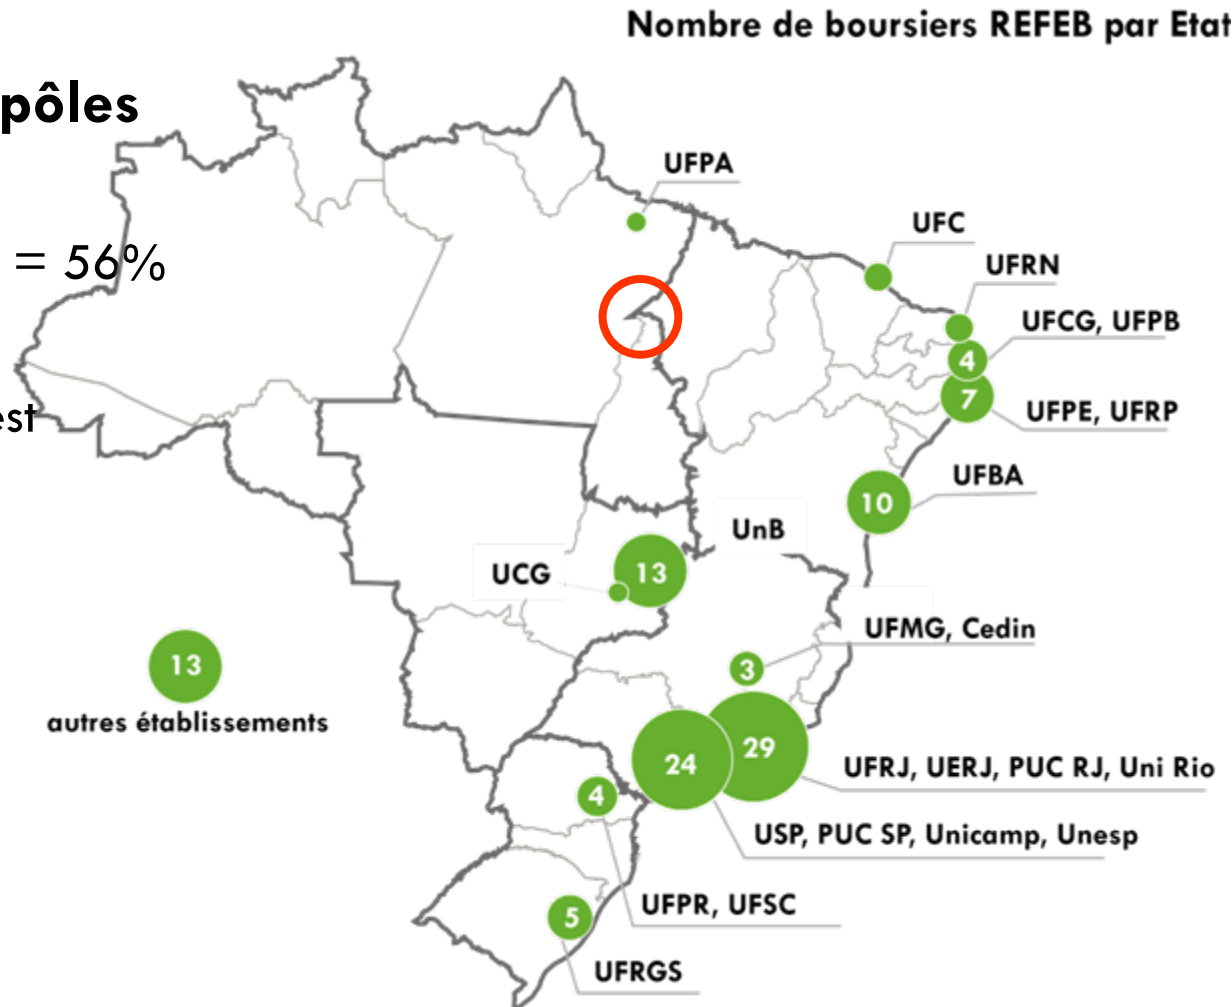 Nombre de boursiers REFEB par Etat
pôles
UFPA
UFC
= 56%
UFRN
UFCG, UFPB
4
7
est
UFPE, UFRP
UFBA
10
UnB
UCG
13
UFMG, Cedin
13
3
autres établissements
29
24
UFRJ, UERJ, PUC RJ, Uni Rio
4
USP, PUC SP, Unicamp, Unesp
UFPR, UFSC
5
UFRGS